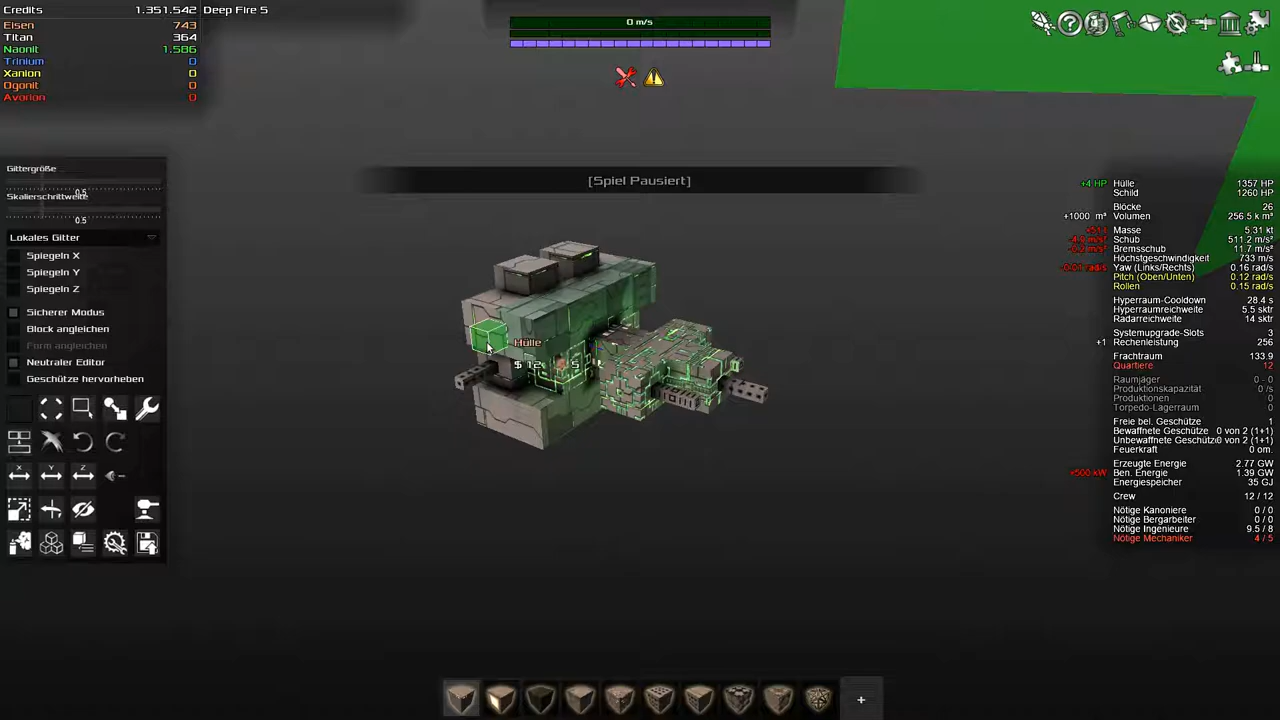 Credits 1.351.542 Deep Fire 5
Eisen 743
Titan 364
Naonit 1.586
Trinium 0
Xanion 0
Ogonit 0
Avorion 0
0 m/s
[Spiel Pausiert]
Gittergröße
0.5
Skalierschrittweite
0.5
Lokales Gitter
Spiegeln X
Spiegeln Y
Spiegeln Z
Sicherer Modus
Block angleichen
Form angleichen
Neutraler Editor
Geschütze hervorheben
X Y Z
Hülle
$ 12
5
+4 HP Hülle 1357 HP
Schild 1260 HP
Blöcke 26
+1000 m³ Volumen 256.5 k m³
Masse 5.31 kt
Schub 511.2 m/s²
Bremsschub 11.7 m/s²
Höchstgeschwindigkeit 733 m/s
Yaw (Links/Rechts) 0.16 rad/s
Pitch (Oben/Unten) 0.12 rad/s
Rollen 0.15 rad/s
Hyperraum-Cooldown 28.4 s
Hyperraumreichweite 5.5 sktr
Radarreichweite 14 sktr
Systemupgrade-Slots 3
+1 Rechenleistung 256
Frachtraum 133.9
Quartiere 12
Raumjäger 0 - 0
Produktionskapazität 0 /s
Produktionen 0
Torpedo-Lagerraum 0
Freie bel. Geschütze 1
Bewaffnete Geschütze 0 von 2 (1+1)
Unbewaffnete Geschütz 0 von 2 (1+1)
Feuerkraft 0 om.
Erzeugte Energie 2.77 GW
+500 kW Ben. Energie 1.39 GW
Energiespeicher 35 GJ
Crew 12 / 12
Nötige Kanoniere 0 / 0
Nötige Bergarbeiter 0 / 0
Nötige Ingenieure 9.5 / 8
Nötige Mechaniker 4 / 5
+